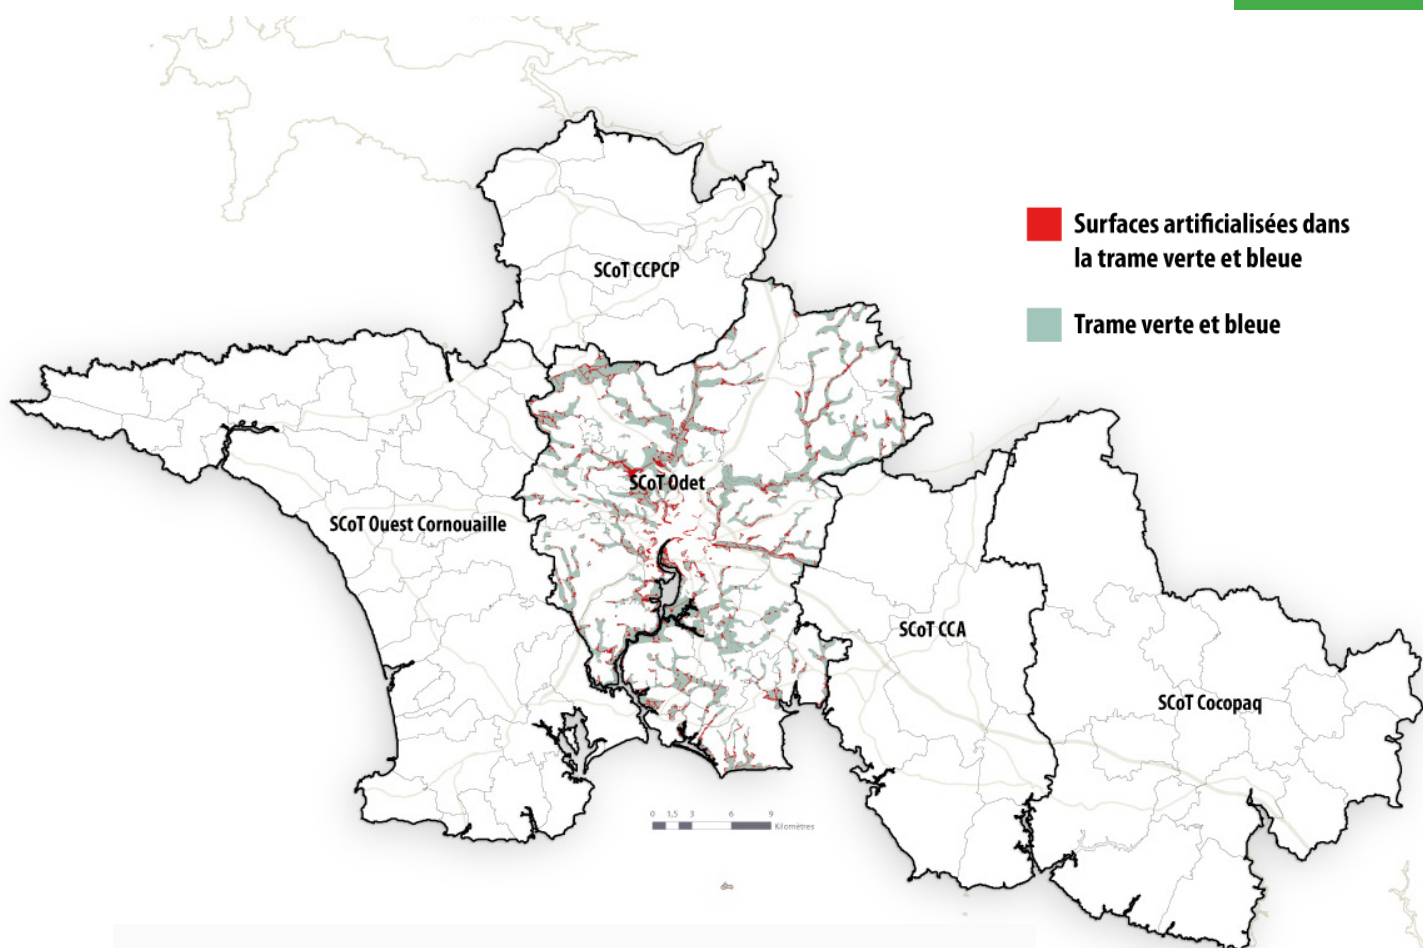 Surfaces artificialisées dans
la trame verte et bleue
SCoT CCPCP
Trame verte et bleue
SCoT Odet
SCoT Ouest Cornouaille
SCoT CCA
SCoT Cocopaq
0 1,5 3 6 9
Kilomètres